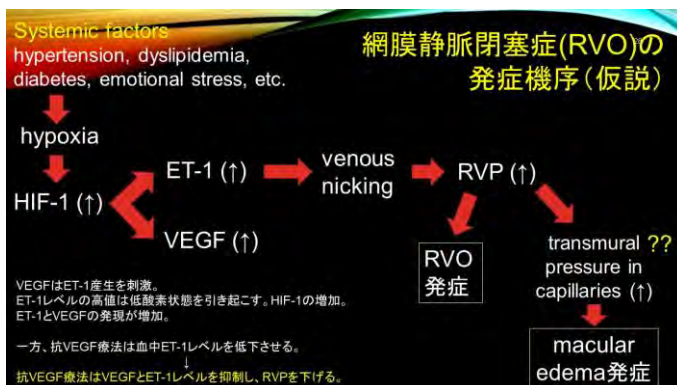 Systemic factors
hypertension, dyslipidemia,
diabetes, emotional stress, etc.
網膜静脈閉塞症(RVO)の
発症機序(仮説)
hypoxia
HIF-1 (↑)
ET-1 (↑)
VEGF (↑)
venous
nicking
RVP (↑)
RVO
発症
transmural ??
pressure in
capillaries (↑)
macular
edema発症
VEGFはET-1産生を刺激。
ET-1レベルの高値は低酸素状態を引き起こす。HIF-1の増加。
ET-1とVEGFの発現が増加。
一方、抗VEGF療法は血中ET-1レベルを低下させる。
↓
抗VEGF療法はVEGFとET-1レベルを抑制し、RVPを下げる。